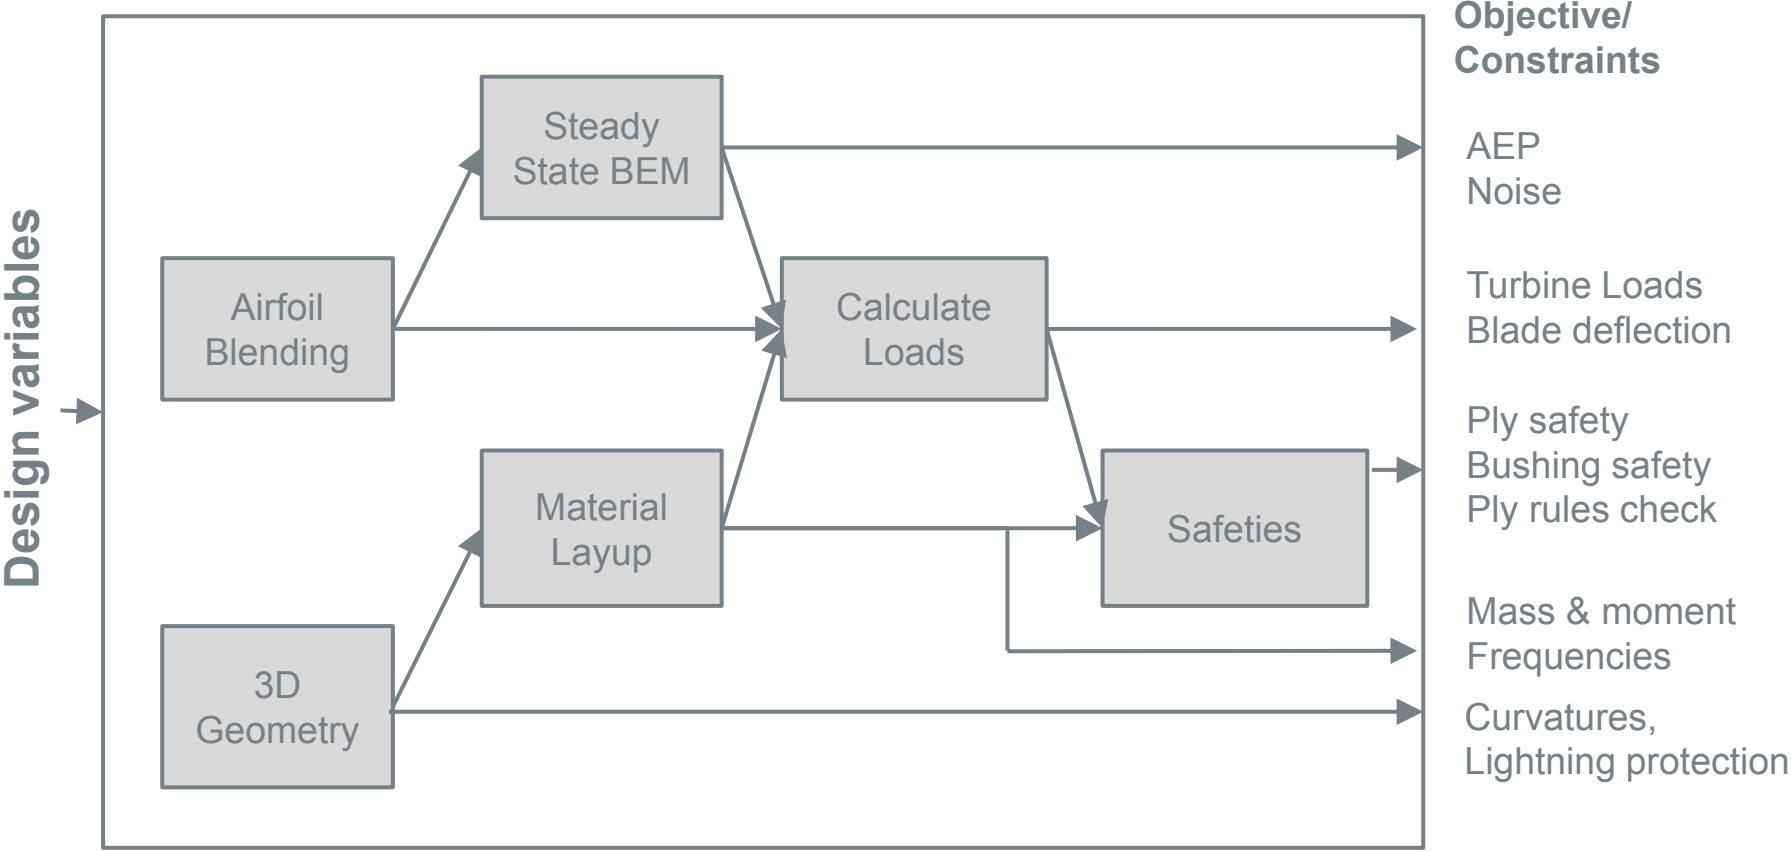 Objective/
Constraints
Steady
State BEM
AEP
Noise
Design variables
Airfoil
Blending
Calculate
Loads
Turbine Loads
Blade deflection
Material
Layup
Safeties
Ply safety
Bushing safety
Ply rules check
3D
Geometry
Mass & moment
Frequencies
Curvatures,
Lightning protection